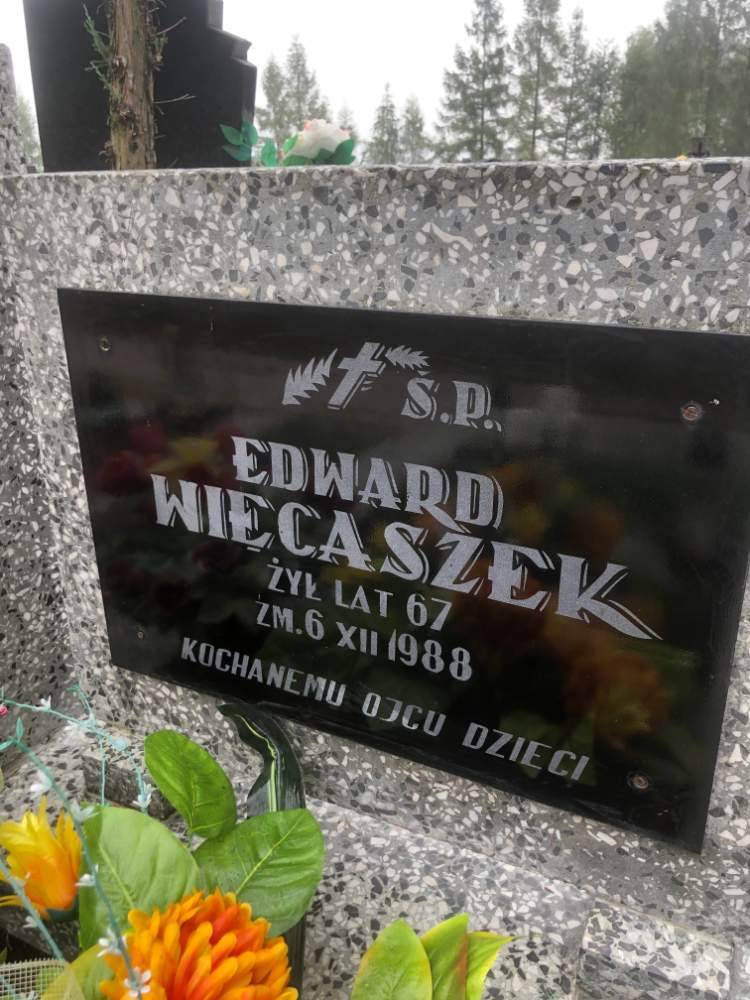 Ś.P.
EDWARD
WIĘCASZEK
ŻYŁ LAT 67
ZM. 6 XII 1988
KOCHANEMU OJCU DZIECI